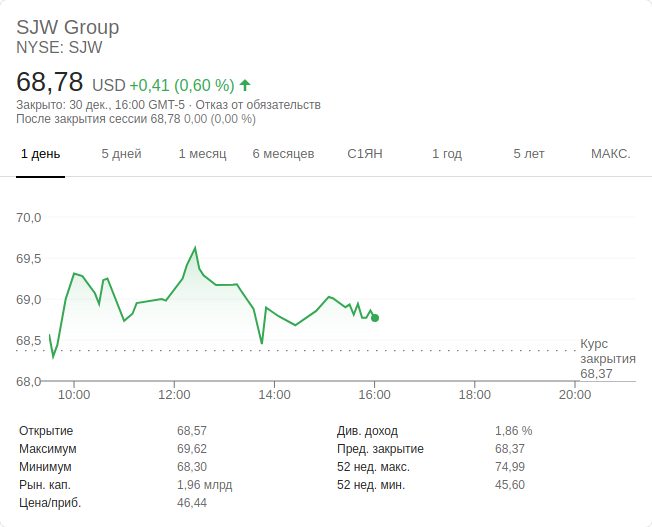 SJW Group
NYSE: SJW
68,78 USD +0,41 (0,60 %)
Закрыто: 30 дек., 16:00 GMT-5 · Отказ от обязательств
После закрытия сессии 68,78 0,00 (0,00 %)
1 день 5 дней 1 месяц 6 месяцев С1ЯН 1 год 5 лет МАКС.
70,0
69,5
69,0
68,5
68,0
Курс
закрытия
68,37
10:00 12:00 14:00 16:00 18:00 20:00
Открытие 68,57 Див. доход 1,86 %
Максимум 69,62 Пред. закрытие 68,37
Минимум 68,30 52 нед. макс. 74,99
Рын. кап. 1,96 млрд 52 нед. мин. 45,60
Цена/приб. 46,44